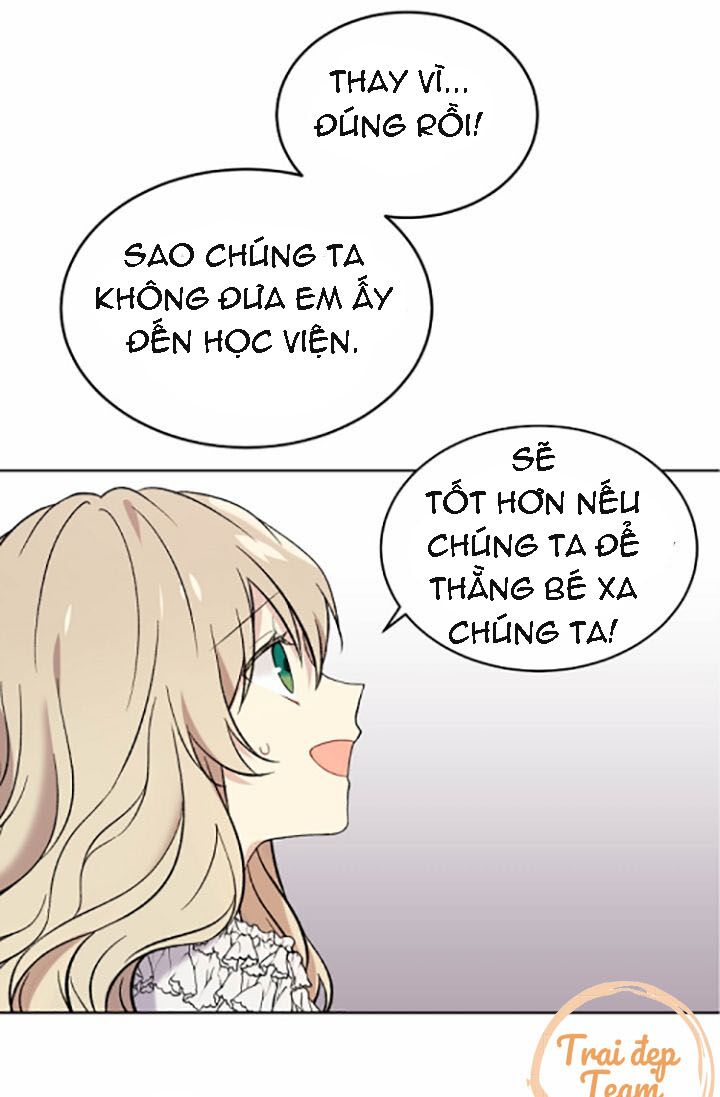 THAY VÌ...
ĐÚNG RỒI!
SAO CHÚNG TA
KHÔNG ĐƯA EM ẤY
ĐẾN HỌC VIỆN.
SẼ
TỐT HƠN NẾU
CHÚNG TA ĐỂ
THẰNG BÉ XA
CHÚNG TA!
Trai đẹp
Team